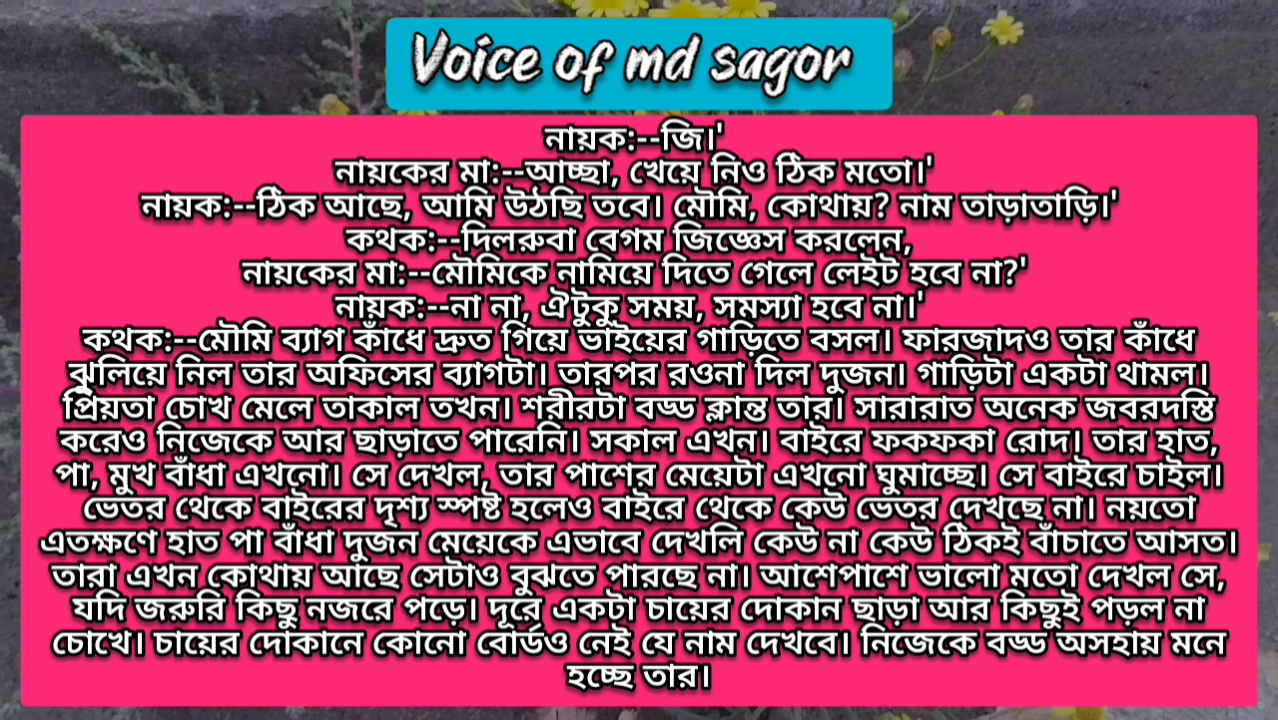 Voice of md sagor
নায়ক:--জি।'
নায়কের মা:--আচ্ছা, খেয়ে নিও ঠিক মতো।'
নায়ক:--ঠিক আছে, আমি উঠছি তবে। মৌমি, কোথায়? নাম তাড়াতাড়ি।'
কথক:--দিলরুবা বেগম জিজ্ঞেস করলেন,
নায়কের মা:--মৌমিকে নামিয়ে দিতে গেলে লেইট হবে না?'
নায়ক:--না না, ঐটুকু সময়, সমস্যা হবে না।'
কথক:--মৌমি ব্যাগ কাঁধে দ্রুত গিয়ে ভাইয়ের গাড়িতে বসল। ফারজাদও তার কাঁধে
ঝুলিয়ে নিল তার অফিসের ব্যাগটা। তারপর রওনা দিল দুজন। গাড়িটা একটা থামল।
প্রিয়তা চোখ মেলে তাকাল তখন। শরীরটা বড্ড ক্লান্ত তার। সারারাত অনেক জবরদস্তি
করেও নিজেকে আর ছাড়াতে পারেনি। সকাল এখন। বাইরে ফকফকা রোদ। তার হাত,
পা, মুখ বাঁধা এখনো। সে দেখল, তার পাশের মেয়েটা এখনো ঘুমাচ্ছে। সে বাইরে চাইল।
ভেতর থেকে বাইরের দৃশ্য স্পষ্ট হলেও বাইরে থেকে কেউ ভেতর দেখছে না। নয়তো
এতক্ষণে হাত পা বাঁধা দুজন মেয়েকে এভাবে দেখলি কেউ না কেউ ঠিকই বাঁচাতে আসত।
তারা এখন কোথায় আছে সেটাও বুঝতে পারছে না। আশেপাশে ভালো মতো দেখল সে,
যদি জরুরি কিছু নজরে পড়ে। দূরে একটা চায়ের দোকান ছাড়া আর কিছুই পড়ল না
চোখে। চায়ের দোকানে কোনো বোর্ডও নেই যে নাম দেখবে। নিজেকে বড্ড অসহায় মনে
হচ্ছে তার।